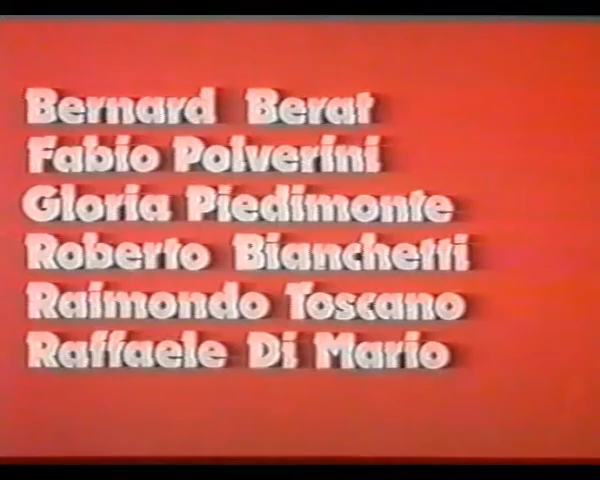 Bernard Berat
Fabio Polverini
Gloria Piedimonte
Roberto Bianchetti
Raimondo Toscano
Raffaele Di Mario